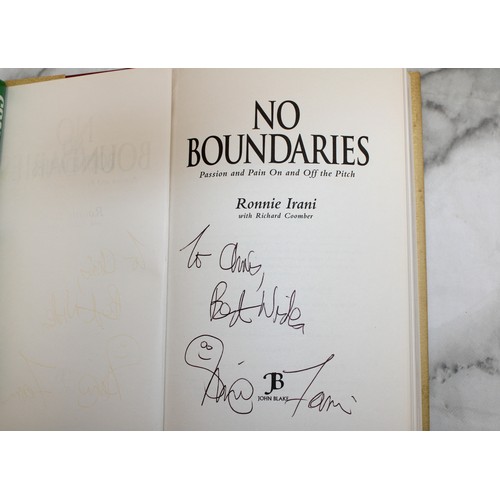 NO
BOUNDARIES
Passion and Pain On and Off the Pitch
Ronnie Irani
with Richard Coomber
To Chris,
Best Wishes
JB
JOHN BLAKE